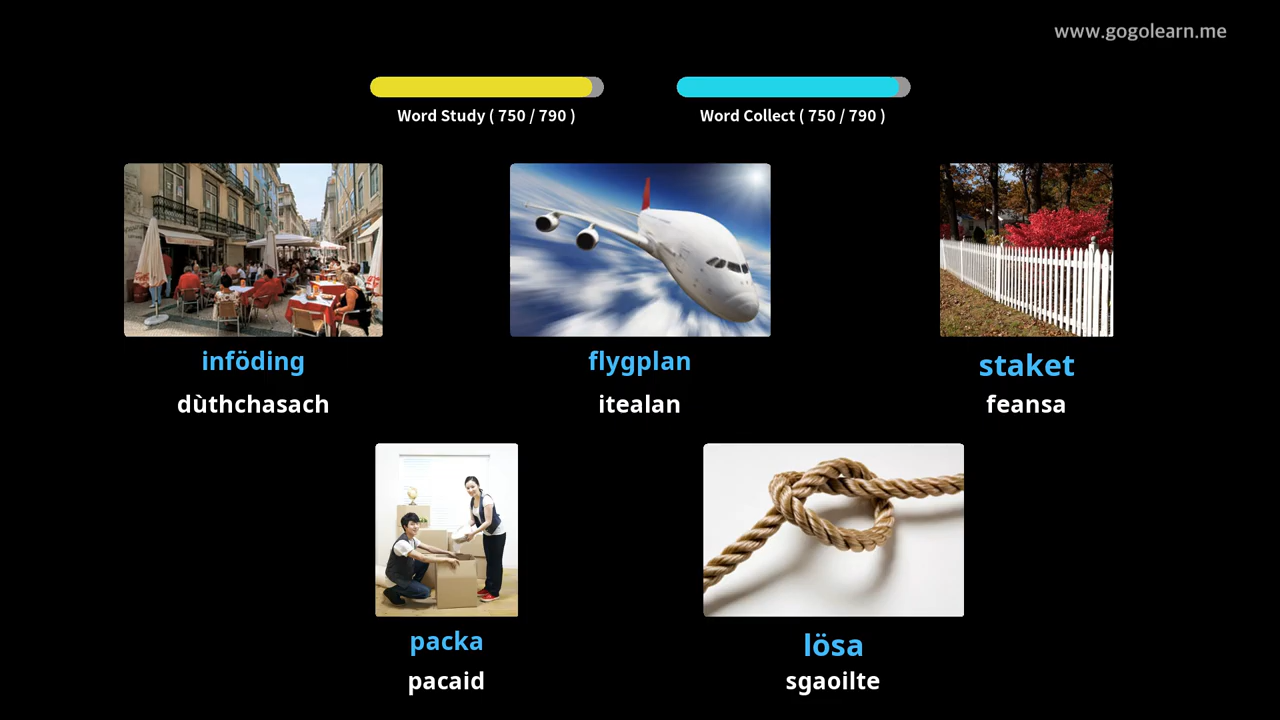 www.gogolearn.me
Word Study ( 750 / 790 )
Word Collect ( 750 / 790 )
inföding
flygplan
staket
dùthchasach
itealan
feansa
packa
lösa
pacaid
sgaoilte